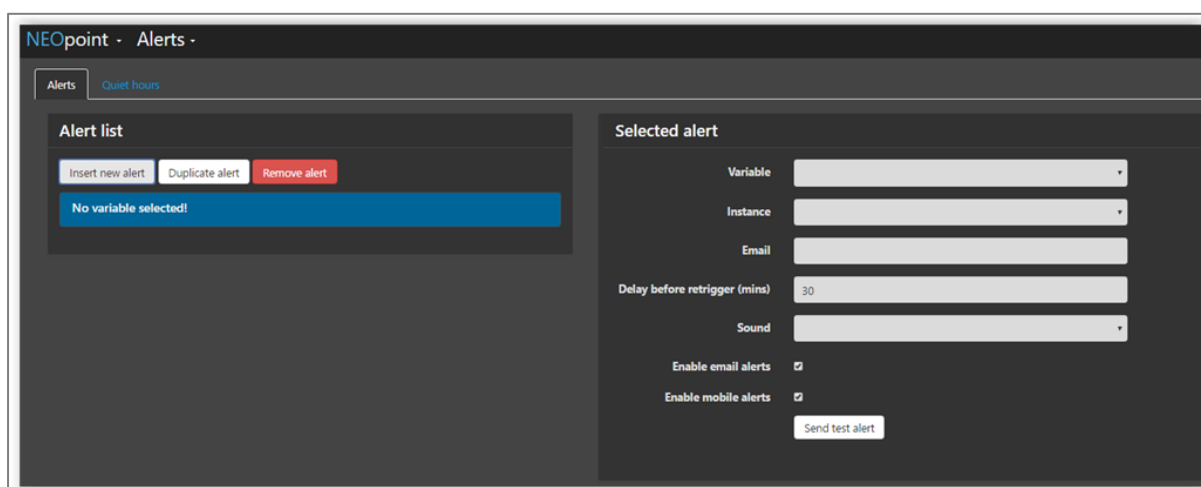 NEOpoint Alerts
Alerts Quiet hours
Alert list
Insert new alert Duplicate alert Remove alert
No variable selected!
Selected alert
Variable
Instance
Email
Delay before retrigger (mins) 30
Sound
Enable email alerts
Enable mobile alerts
Send test alert